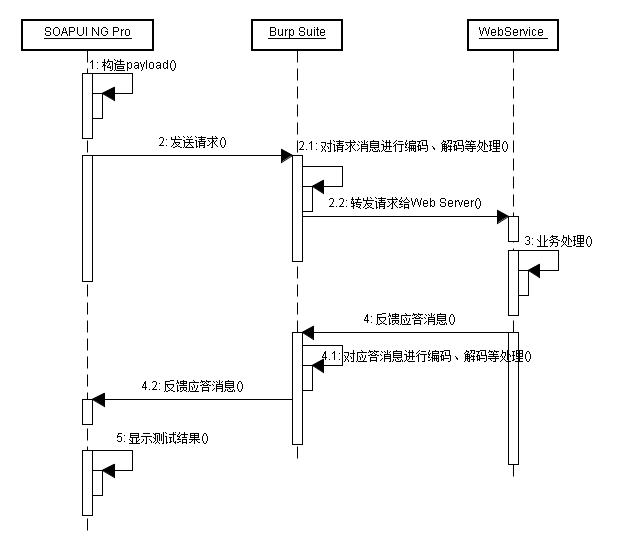 SOAPUI NG Pro
Burp Suite
WebService
1: 构造payload()
2: 发送请求()
2.1: 对请求消息进行编码、解码等处理()
2.2: 转发请求给Web Server()
3: 业务处理()
4: 反馈应答消息()
4.1: 对应答消息进行编码、解码等处理()
4.2: 反馈应答消息()
5: 显示测试结果()